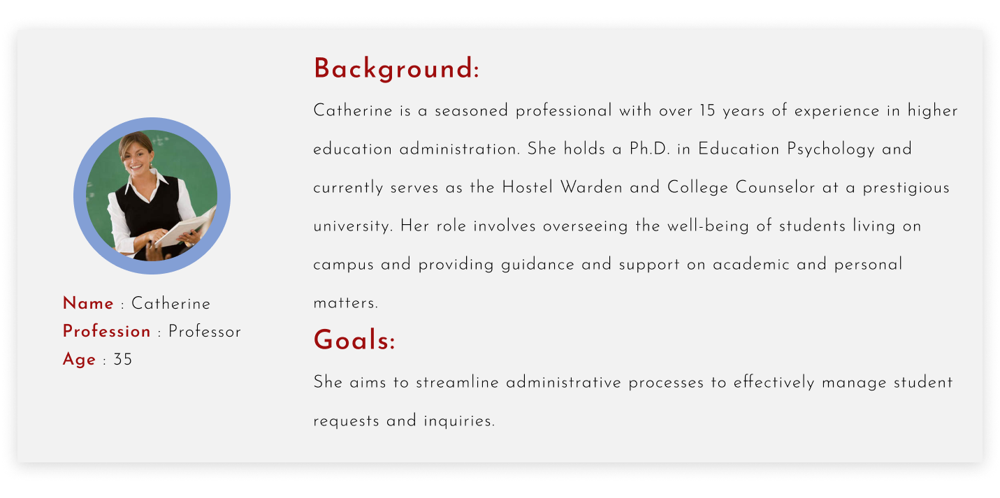 Background:
Catherine is a seasoned professional with over 15 years of experience in higher
education administration. She holds a Ph.D. in Education Psychology and
currently serves as the Hostel Warden and College Counselor at a prestigious
university. Her role involves overseeing the well-being of students living on
campus and providing guidance and support on academic and personal
matters.
Goals:
She aims to streamline administrative processes to effectively manage student
requests and inquiries.
Name : Catherine
Profession : Professor
Age : 35